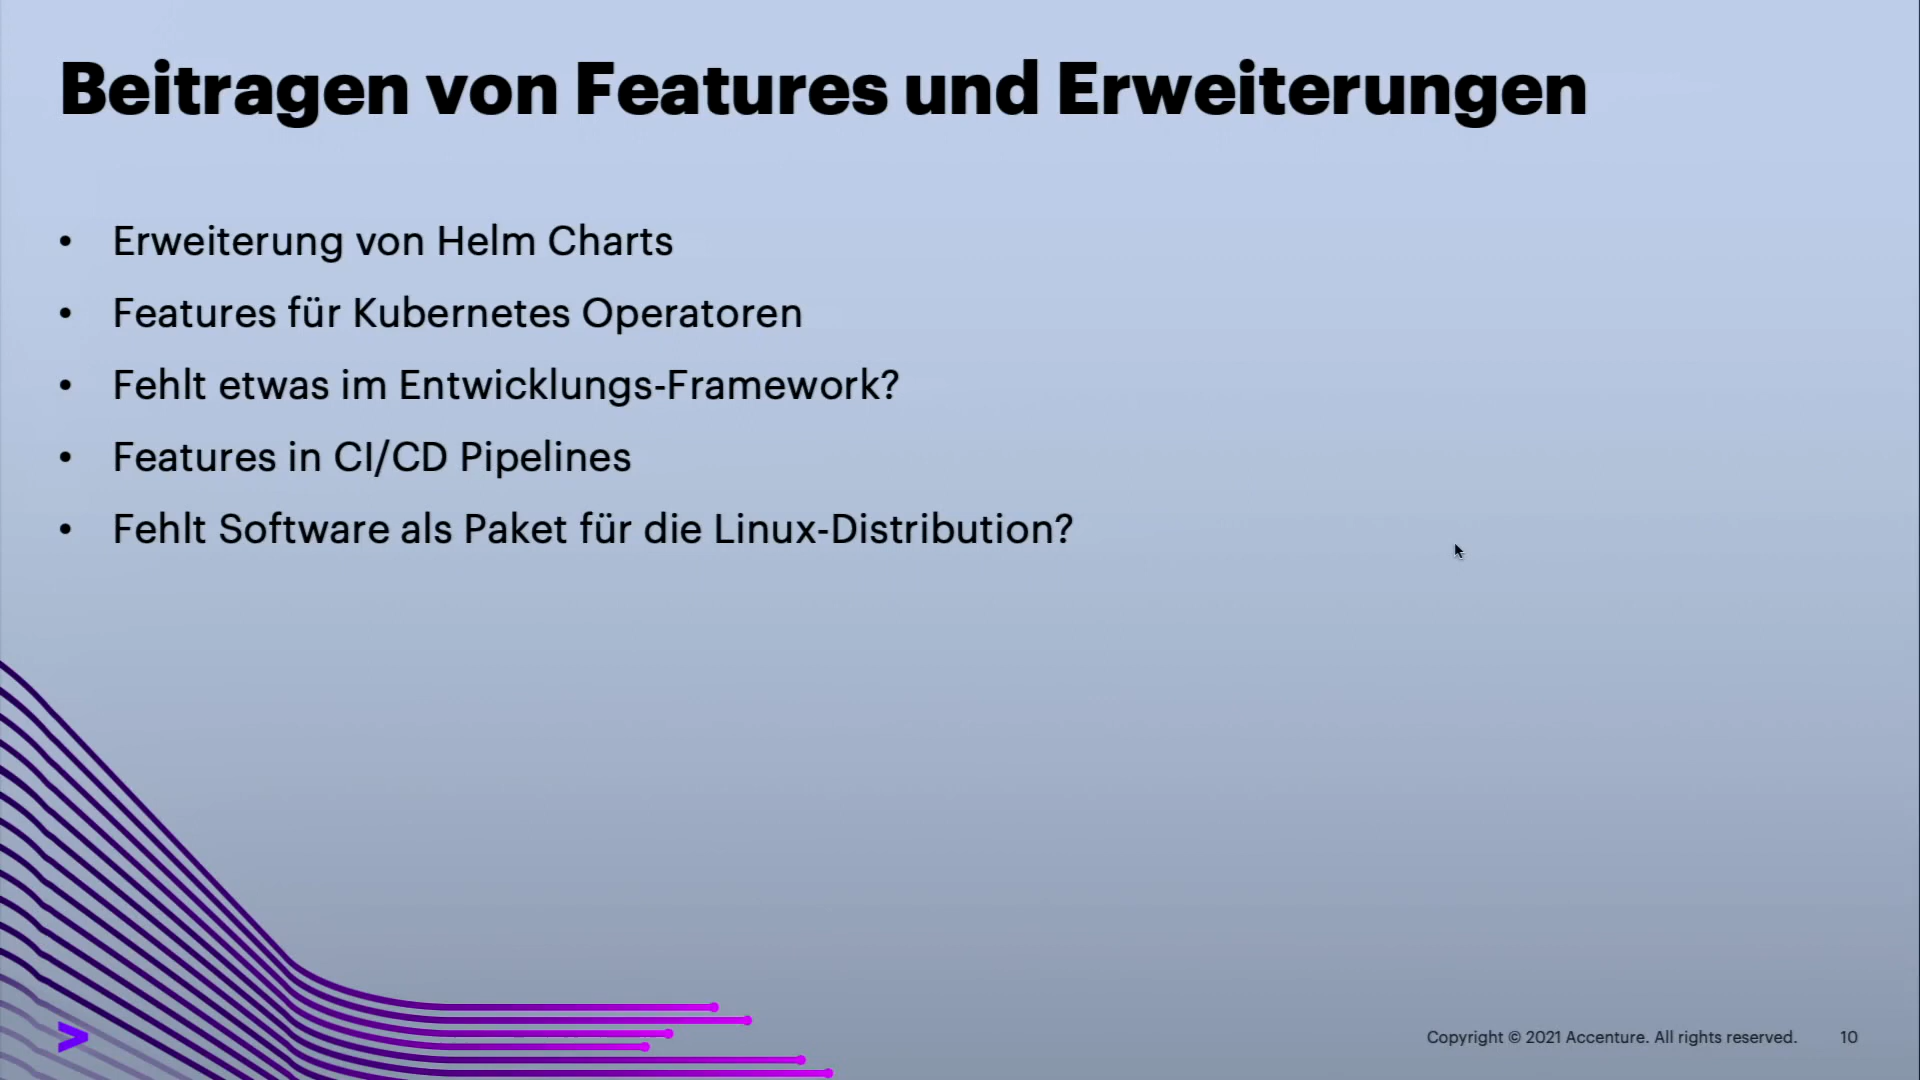 Beitragen von Features und Erweiterungen
• Erweiterung von Helm Charts
• Features für Kubernetes Operatoren
• Fehlt etwas im Entwicklungs-Framework?
• Features in CI/CD Pipelines
• Fehlt Software als Paket für die Linux-Distribution?
Copyright © 2021 Accenture. All rights reserved. 10